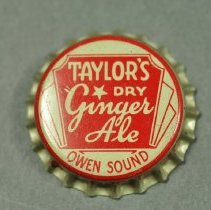 TAYLOR'S
★ DRY
Ginger
Ale
OWEN SOUND